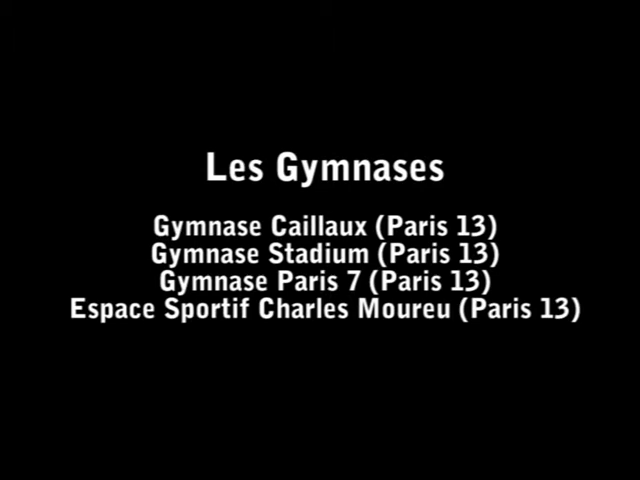 Les Gymnases
Gymnase Caillaux (Paris 13)
Gymnase Stadium (Paris 13)
Gymnase Paris 7 (Paris 13)
Espace Sportif Charles Moureu (Paris 13)